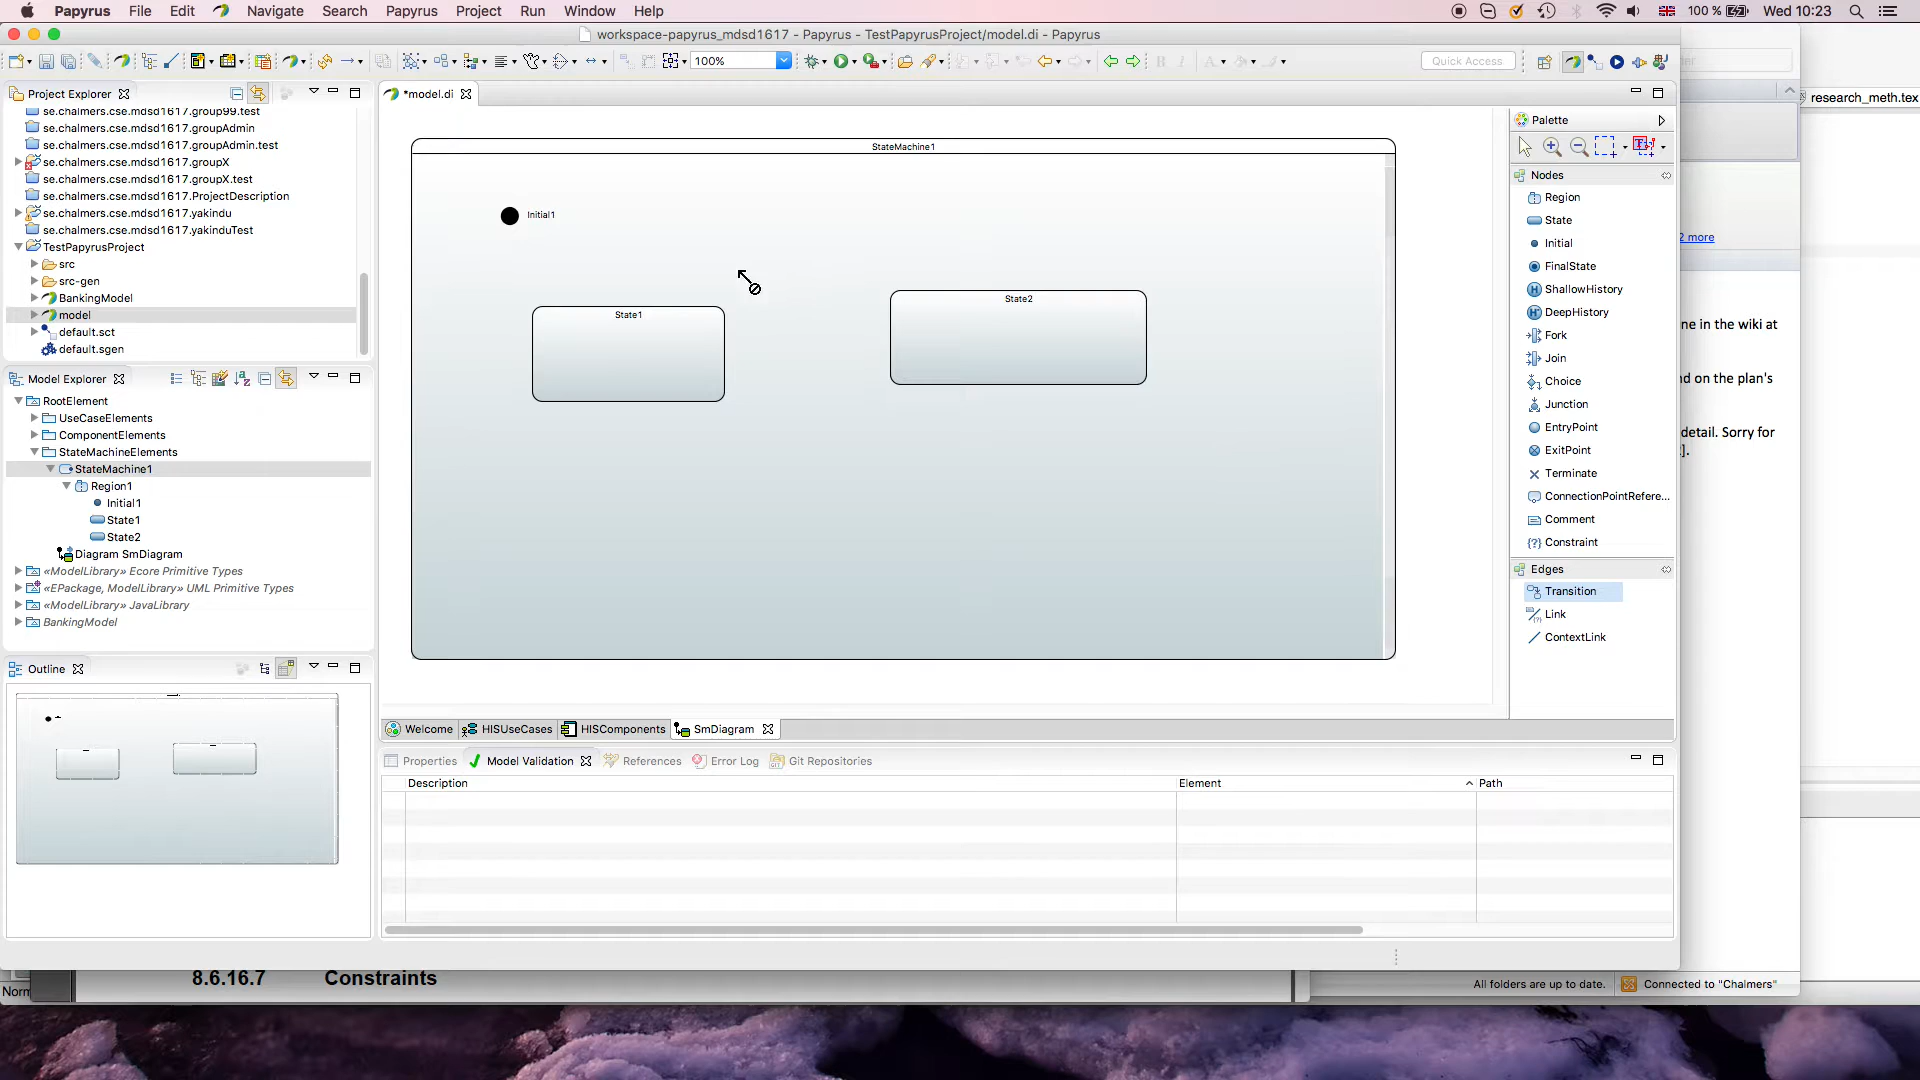 Papyrus File Edit Navigate Search Papyrus Project Run Window Help 100 % Wed 10:23
workspace-papyrus_mdsd1617 - Papyrus - TestPapyrusProject/model.di - Papyrus
100% Quick Access
Project Explorer
*model.di
research_meth.tex
se.chalmers.cse.mdsd1617.group99.test
se.chalmers.cse.mdsd1617.groupAdmin
se.chalmers.cse.mdsd1617.groupAdmin.test
se.chalmers.cse.mdsd1617.groupX
se.chalmers.cse.mdsd1617.groupX.test
se.chalmers.cse.mdsd1617.ProjectDescription
se.chalmers.cse.mdsd1617.yakindu
se.chalmers.cse.mdsd1617.yakinduTest
TestPapyrusProject
src
src-gen
BankingModel
model
default.sct
default.sgen
Model Explorer
RootElement
UseCaseElements
ComponentElements
StateMachineElements
StateMachine1
Region1
Initial1
State1
State2
Diagram SmDiagram
«ModelLibrary» Ecore Primitive Types
«EPackage, ModelLibrary» UML Primitive Types
«ModelLibrary» JavaLibrary
BankingModel
Outline
StateMachine1
Initial1
State1
State2
Palette
Nodes
Region
State
Initial
FinalState
ShallowHistory
DeepHistory
Fork
Join
Choice
Junction
EntryPoint
ExitPoint
Terminate
ConnectionPointRefere...
Comment
Constraint
Edges
Transition
Link
ContextLink
2 more
ne in the wiki at
d on the plan's
detail. Sorry for
].
Welcome HISUseCases HISComponents SmDiagram
Properties Model Validation References Error Log Git Repositories
Description Element Path
Norm
8.6.16.7 Constraints
All folders are up to date. Connected to "Chalmers"